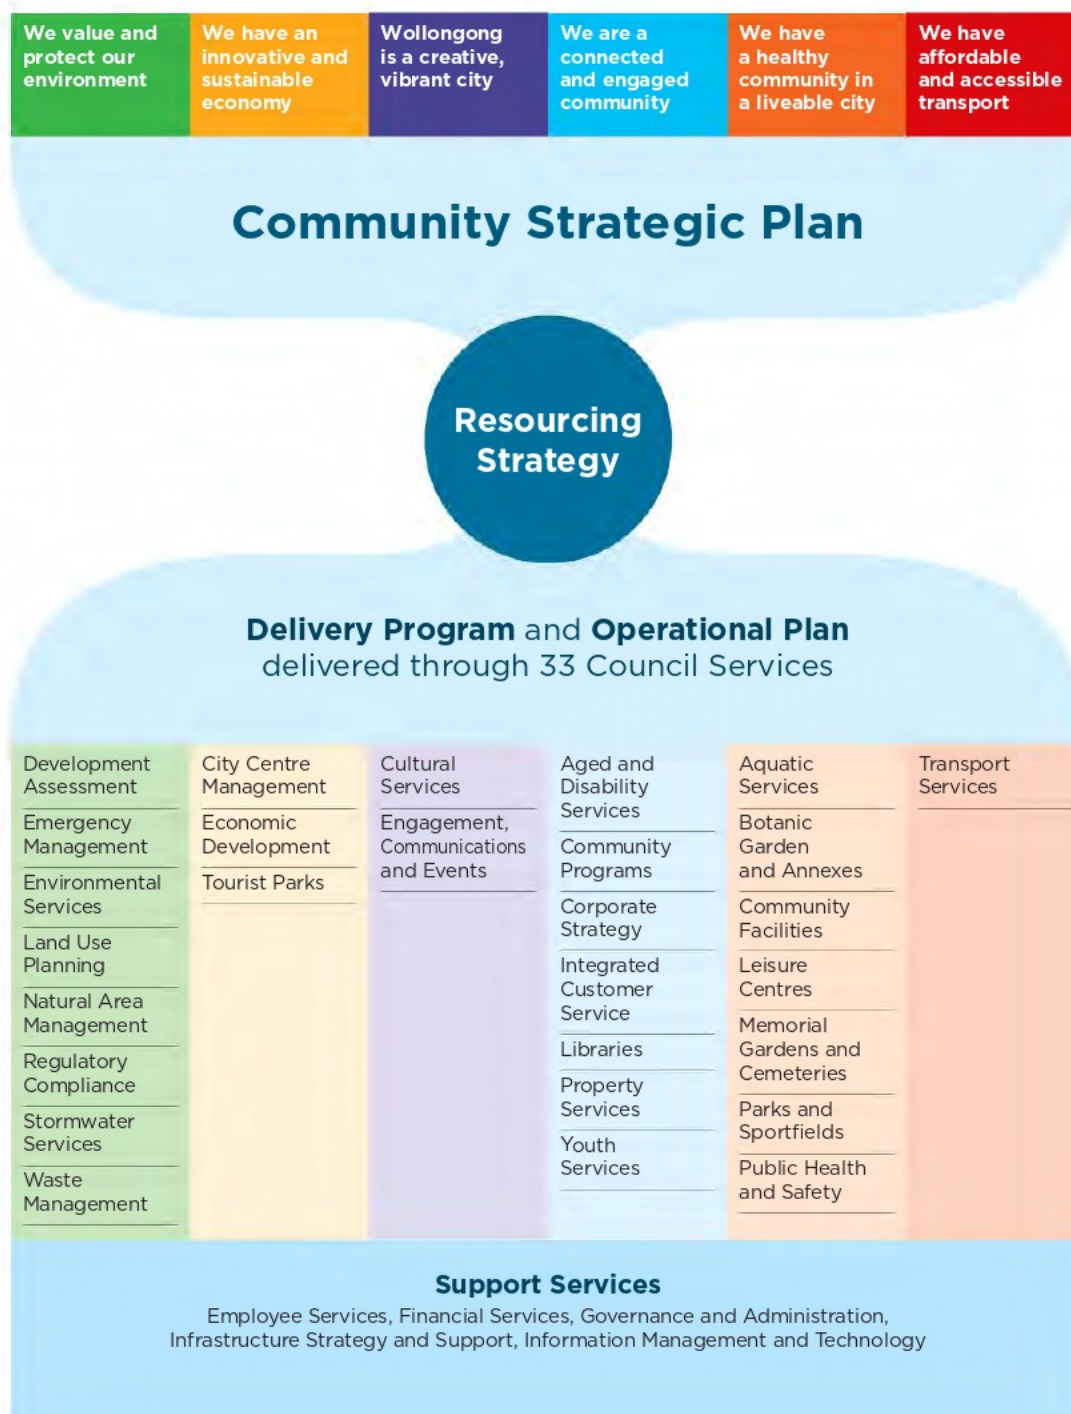 We value and
protect our
environment
We have an
innovative and
sustainable
economy
Wollongong
is a creative,
vibrant city
We are a
connected
and engaged
community
We have
a healthy
community in
a liveable city
We have
affordable
and accessible
transport
Community Strategic Plan
Resourcing
Strategy
Delivery Program and Operational Plan
delivered through 33 Council Services
Development
Assessment
Emergency
Management
Environmental
Services
Land Use
Planning
Natural Area
Management
Regulatory
Compliance
Stormwater
Services
Waste
Management
City Centre
Management
Economic
Development
Tourist Parks
Cultural
Services
Engagement,
Communications
and Events
Aged and
Disability
Services
Community
Programs
Corporate
Strategy
Integrated
Customer
Service
Libraries
Property
Services
Youth
Services
Aquatic
Services
Botanic
Garden
and Annexes
Community
Facilities
Leisure
Centres
Memorial
Gardens and
Cemeteries
Parks and
Sportfields
Public Health
and Safety
Transport
Services
Support Services
Employee Services, Financial Services, Governance and Administration,
Infrastructure Strategy and Support, Information Management and Technology